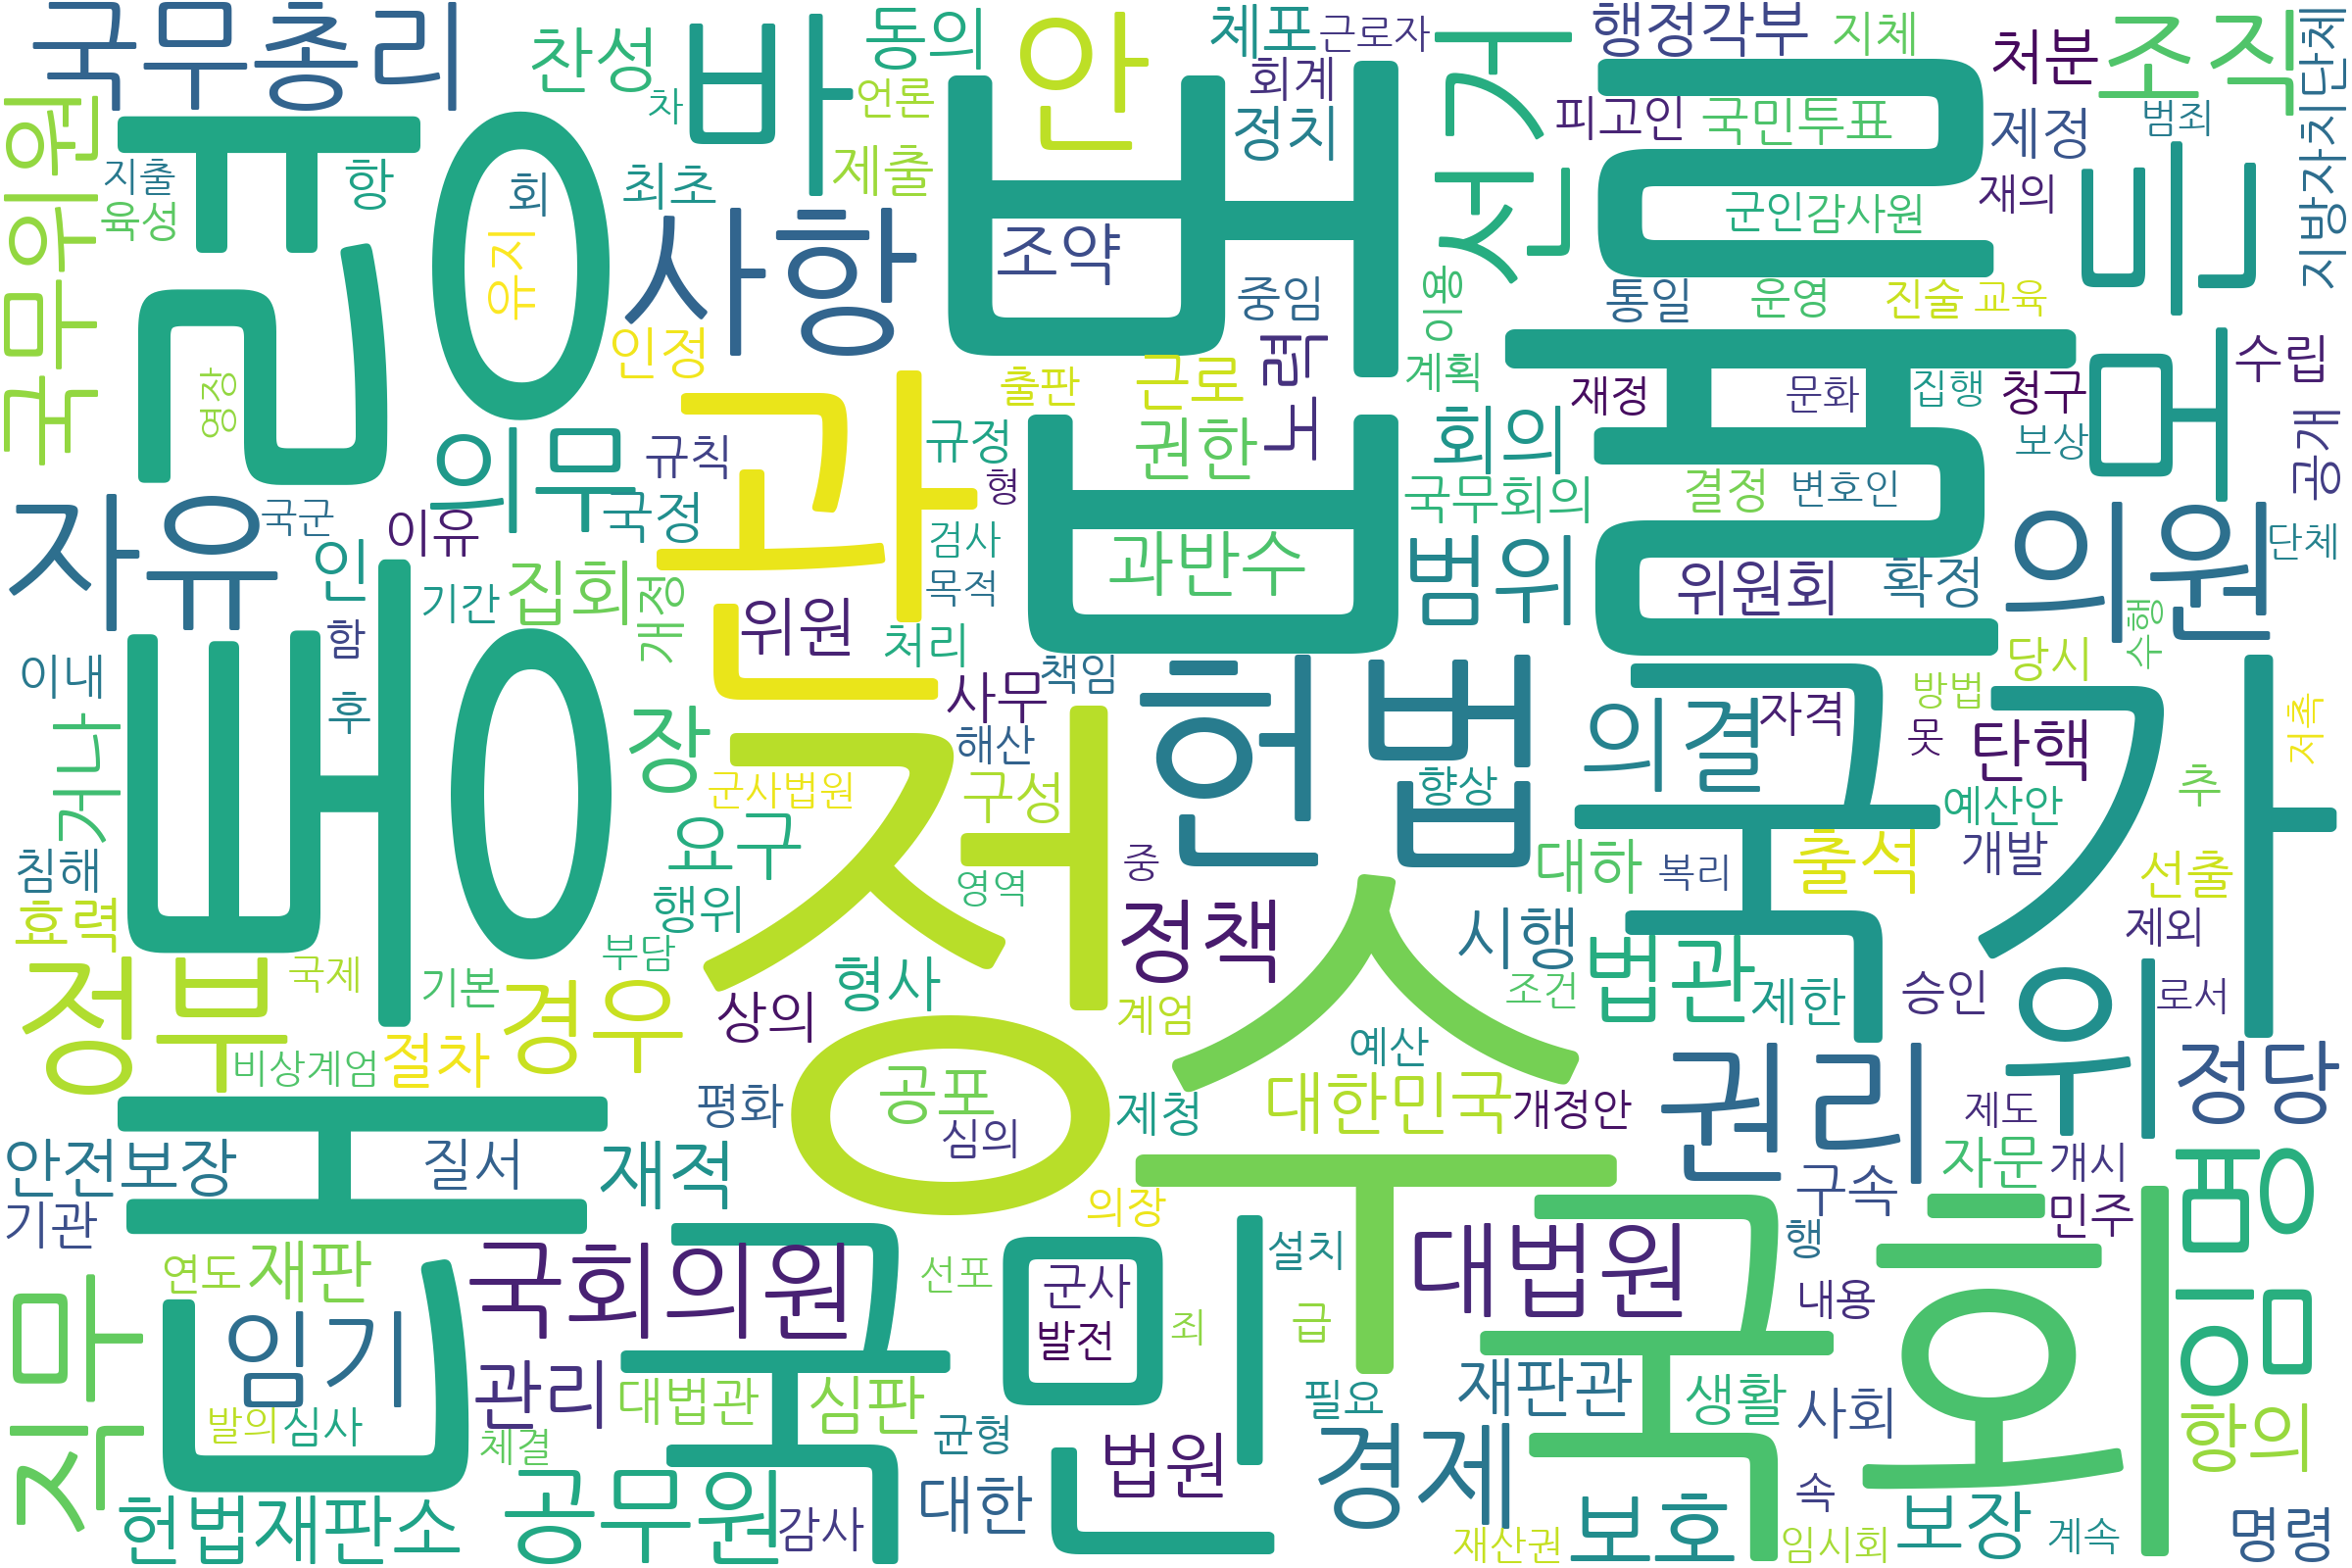 국무총리
찬성
바
동의
안
체포
근로자
선거
행정각부
지체
처분
조직
지방자치단체
국무위원
차
언론
회계
피고인
국민투표
제정
범죄
지출
육성
항
회
최초
제출
정치
법률
재의
유지
사항
조약
중임
이용
군인
감사원
모든
인정
통일
운영
진술
교육
영장
대통령
출판
근로
노력
계획
재정
문화
집행
청구
수립
의무
규칙
관
규정
권한
회의
보상
공개
자유
국군
이유
국정
형
국무회의
결정
변호인
의원
단체
인
기간
집회
개정
검사
목적
과반수
범위
위원회
확정
수행
함
위원
처리
이내
후
사무
책임
헌법
당시
방법
거나
장
정
해산
의결
자격
못
탄핵
국가
저촉
군사법원
구성
향상
예산안
추
침해
요구
중
대하
복리
출석
개발
선출
효력
행위
영역
정책
시행
법관
제외
정부
국제
기본
부담
경우
형사
상의
계엄
조건
제한
승인
위
로서
비상계엄
절차
수
예산
평화
공포
심의
제청
대한민국
개정안
권리
제도
정당
안전보장
질서
재적
자문
개시
기관
의장
구속
민주
임명
직무
연도
재판
국회의원
선포
국민
군사
설치
대법원
행
내용
국회
임기
발전
죄
급
관리
대법관
심판
필요
재판관
생활
사회
항의
발의
심사
체결
균형
법원
경제
속
헌법재판소
공무원
감사
대한
재산권
보호
임시회
보장
계속
명령